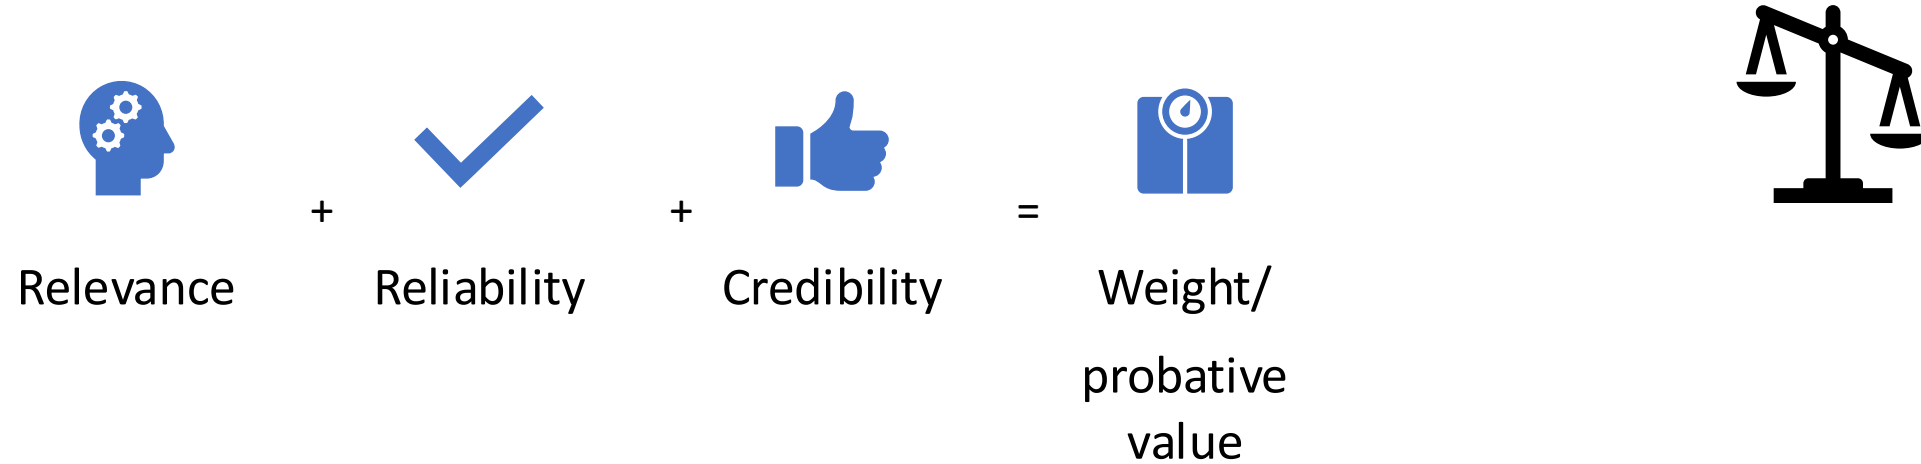 + + =
Relevance Reliability Credibility Weight/
probative
value